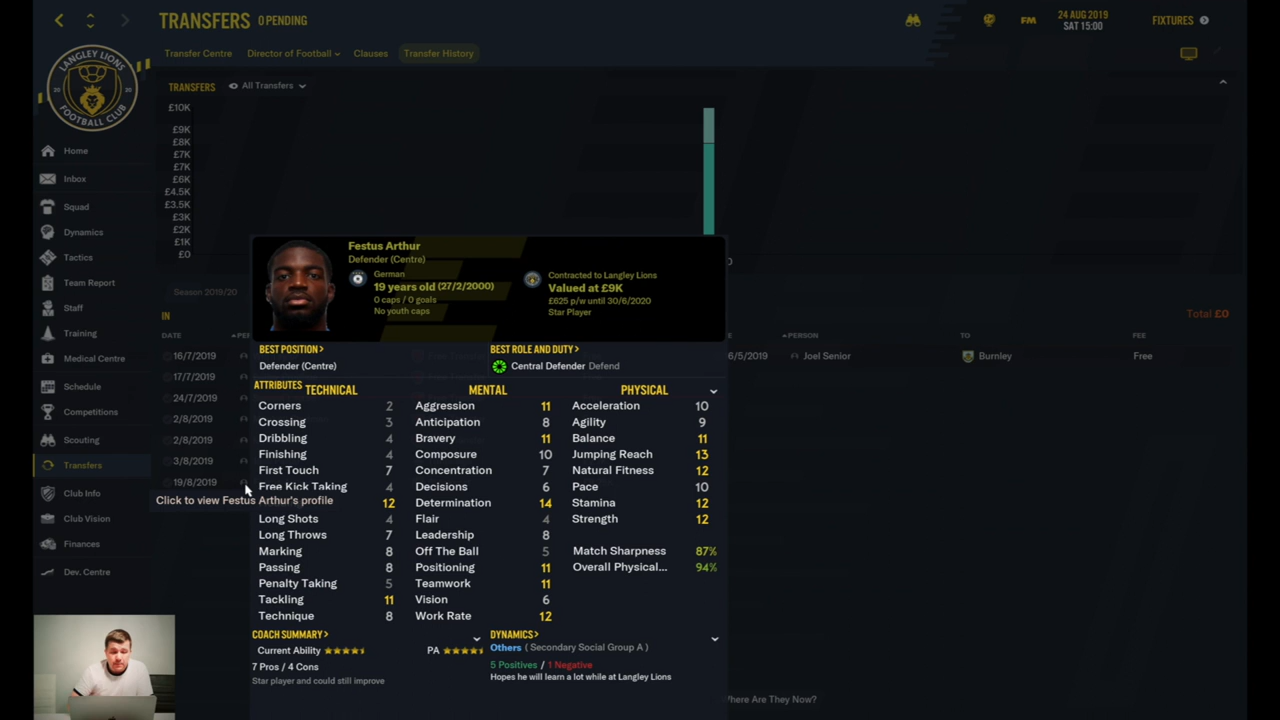 TRANSFERS 0 PENDING
24 AUG 2019
SAT 15:00
FM
FIXTURES
LANGLEY LIONS
FOOTBALL CLUB
Transfer Centre Director of Football Clauses Transfer History
TRANSFERS All Transfers
£10K
£9K
£8K
£7K
£7K
£6K
£4.5K
£3.5K
£3K
£2K
£1K
£0
Home
Inbox
Squad
Dynamics
Tactics
Team Report
Staff
Training
Medical Centre
Schedule
Competitions
Scouting
Transfers
Club Info
Club Vision
Finances
Dev. Centre
Season 2019/20
IN
Total £0
DATE PERSON TO FEE
16/7/2019
17/7/2019
24/7/2019
2/8/2019
2/8/2019
3/8/2019
19/8/2019
Joel Senior Burnley Free
Click to view Festus Arthur's profile
Festus Arthur
Defender (Centre)
German
19 years old (27/2/2000)
0 caps / 0 goals
No youth caps
Contracted to Langley Lions
Valued at £9K
£625 p/w until 30/6/2020
Star Player
BEST POSITION>
Defender (Centre)
BEST ROLE AND DUTY>
Central Defender Defend
ATTRIBUTES
TECHNICAL MENTAL PHYSICAL
Corners 2 Aggression 11 Acceleration 10
Crossing 3 Anticipation 8 Agility 9
Dribbling 4 Bravery 11 Balance 11
Finishing 4 Composure 10 Jumping Reach 13
First Touch 7 Concentration 7 Natural Fitness 12
Free Kick Taking 4 Decisions 6 Pace 10
12 Determination 14 Stamina 12
Long Shots 4 Flair 4 Strength 12
Long Throws 7 Leadership 8
Marking 8 Off The Ball 5 Match Sharpness 87%
Passing 8 Positioning 11 Overall Physical... 94%
Penalty Taking 5 Teamwork 11
Tackling 11 Vision 6
Technique 8 Work Rate 12
COACH SUMMARY>
Current Ability PA
7 Pros / 4 Cons
Star player and could still improve
DYNAMICS>
Others ( Secondary Social Group A )
5 Positives / 1 Negative
Hopes he will learn a lot while at Langley Lions
Where Are They Now?